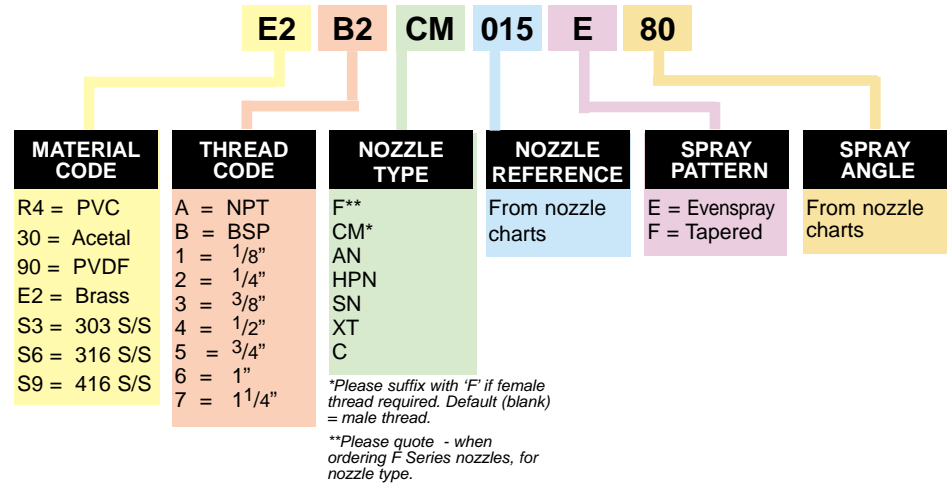 E2 B2 CM 015 E 80
MATERIAL CODE
R4 = PVC
30 = Acetal
90 = PVDF
E2 = Brass
S3 = 303 S/S
S6 = 316 S/S
S9 = 416 S/S
THREAD CODE
A = NPT
B = BSP
1 = 1/8”
2 = 1/4”
3 = 3/8”
4 = 1/2”
5 = 3/4”
6 = 1”
7 = 11/4”
NOZZLE TYPE
F**
CM*
AN
HPN
SN
XT
C
*Please suffix with ‘F’ if female
thread required. Default (blank)
= male thread.
**Please quote - when
ordering F Series nozzles, for
nozzle type.
NOZZLE REFERENCE
From nozzle
charts
SPRAY PATTERN
E = Evenspray
F = Tapered
SPRAY ANGLE
From nozzle
charts